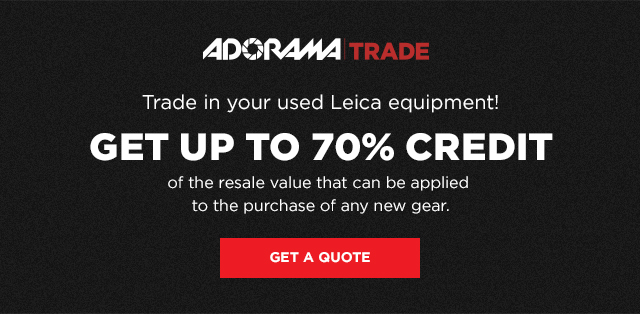 ADORAMA | TRADE
Trade in your used Leica equipment!
GET UP TO 70% CREDIT
of the resale value that can be applied
to the purchase of any new gear.
GET A QUOTE